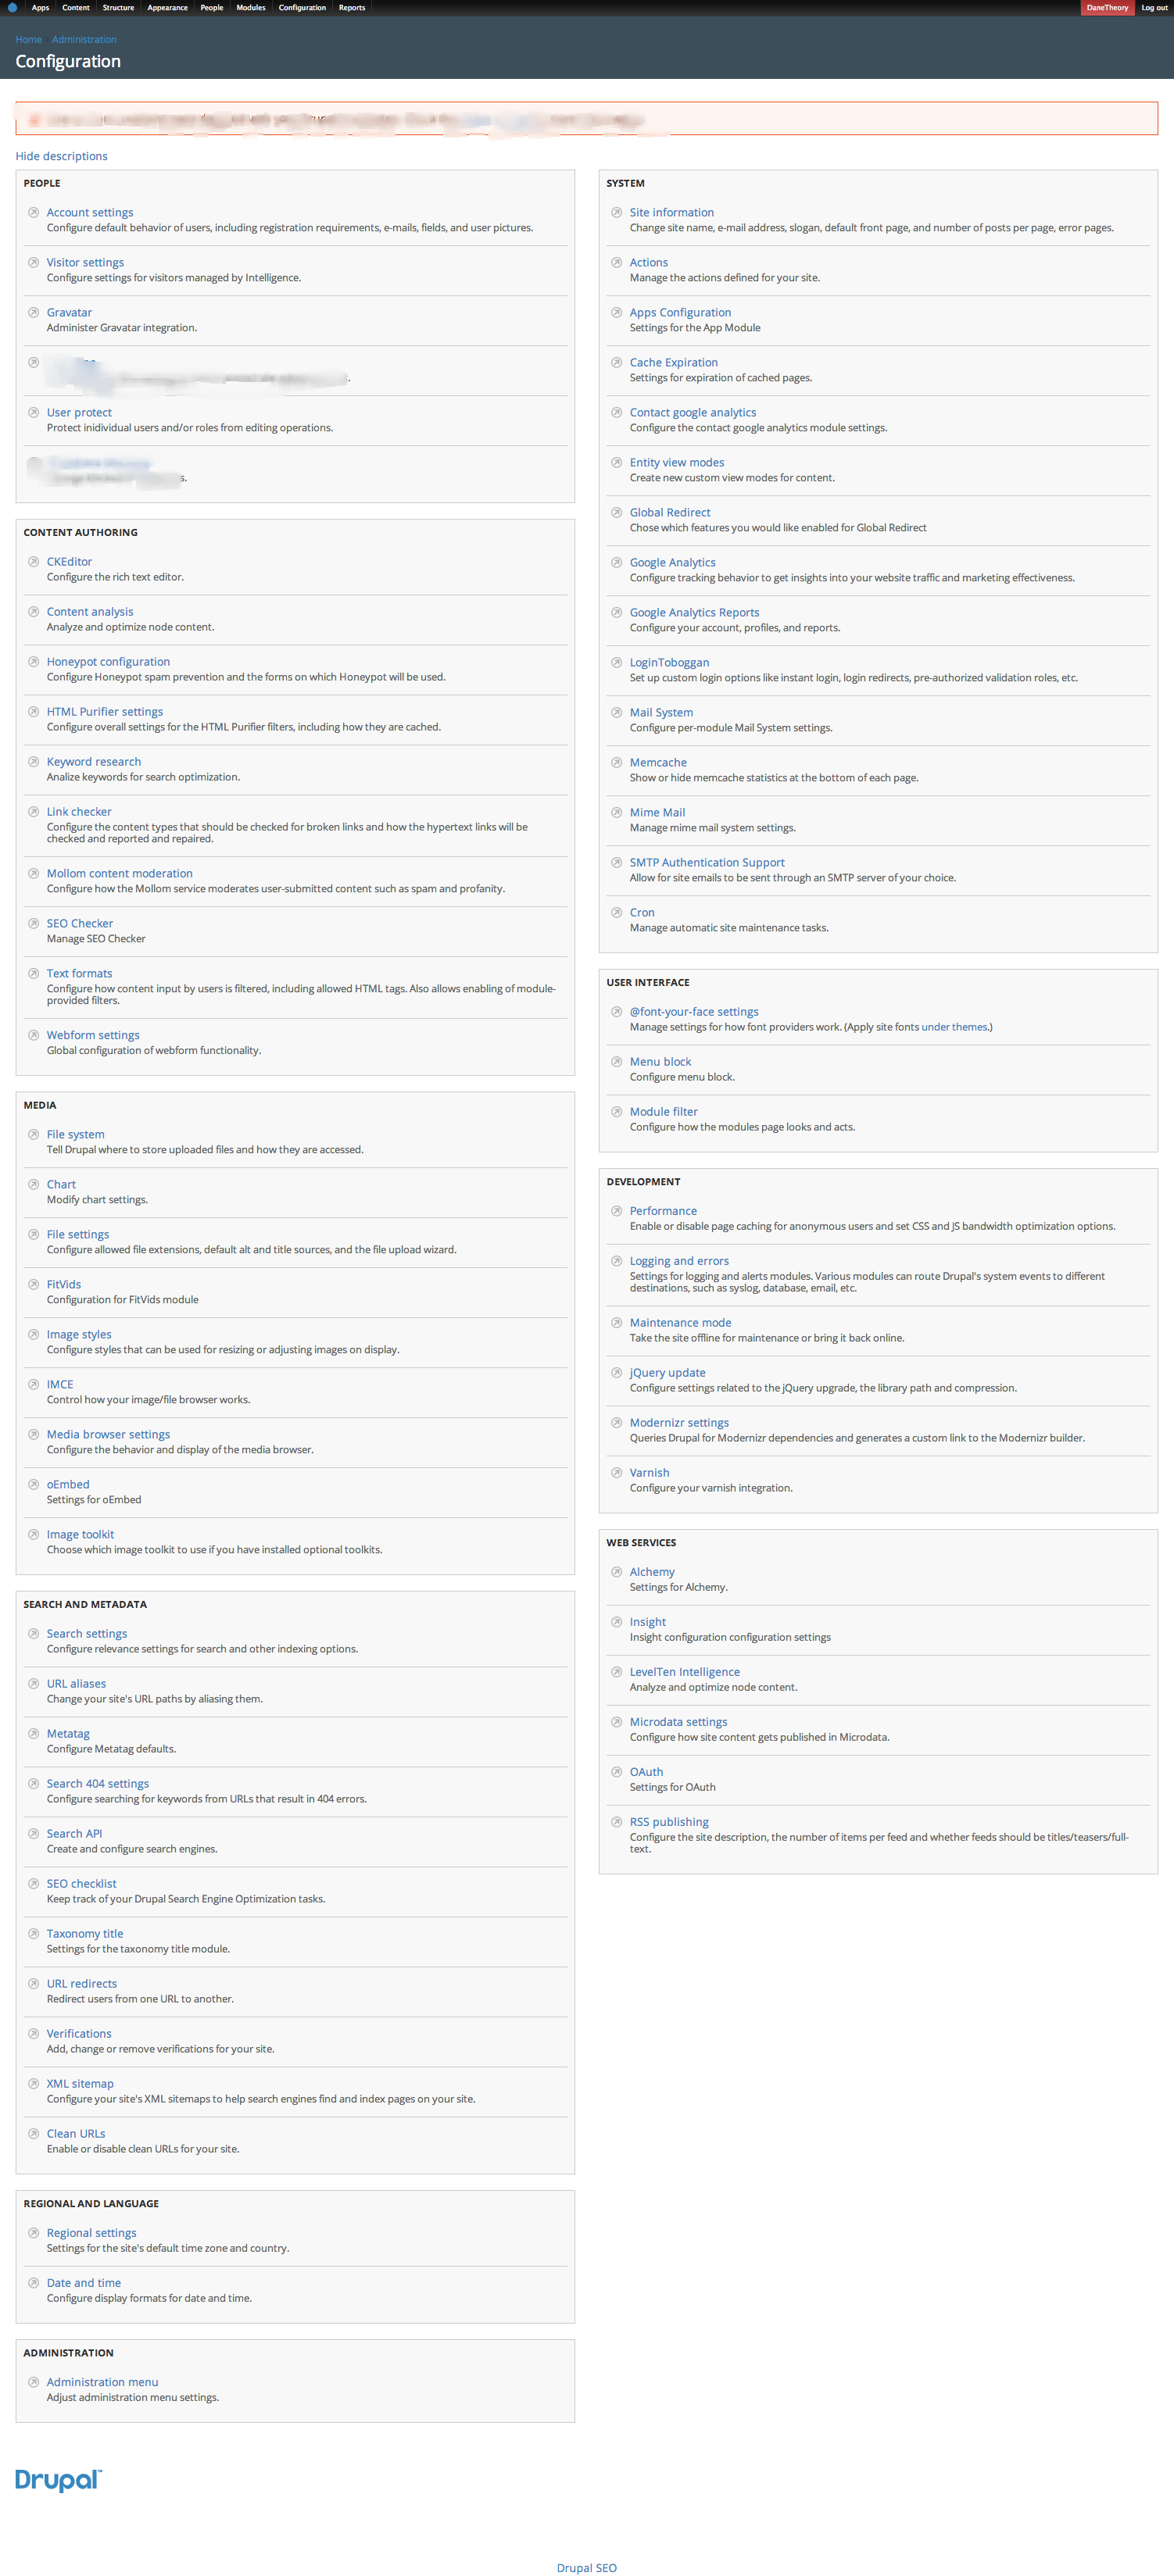 Apps Content Structure Appearance People Modules Configuration Reports DaneTheory Log out
Home Administration
Configuration
Hide descriptions
PEOPLE
Account settings
Configure default behavior of users, including registration requirements, e-mails, fields, and user pictures.
Visitor settings
Configure settings for visitors managed by Intelligence.
Gravatar
Administer Gravatar integration.
User protect
Protect inidividual users and/or roles from editing operations.
CONTENT AUTHORING
CKEditor
Configure the rich text editor.
Content analysis
Analyze and optimize node content.
Honeypot configuration
Configure Honeypot spam prevention and the forms on which Honeypot will be used.
HTML Purifier settings
Configure overall settings for the HTML Purifier filters, including how they are cached.
Keyword research
Analize keywords for search optimization.
Link checker
Configure the content types that should be checked for broken links and how the hypertext links will be
checked and reported and repaired.
Mollom content moderation
Configure how the Mollom service moderates user-submitted content such as spam and profanity.
SEO Checker
Manage SEO Checker
Text formats
Configure how content input by users is filtered, including allowed HTML tags. Also allows enabling of module-
provided filters.
Webform settings
Global configuration of webform functionality.
MEDIA
File system
Tell Drupal where to store uploaded files and how they are accessed.
Chart
Modify chart settings.
File settings
Configure allowed file extensions, default alt and title sources, and the file upload wizard.
FitVids
Configuration for FitVids module
Image styles
Configure styles that can be used for resizing or adjusting images on display.
IMCE
Control how your image/file browser works.
Media browser settings
Configure the behavior and display of the media browser.
oEmbed
Settings for oEmbed
Image toolkit
Choose which image toolkit to use if you have installed optional toolkits.
SEARCH AND METADATA
Search settings
Configure relevance settings for search and other indexing options.
URL aliases
Change your site's URL paths by aliasing them.
Metatag
Configure Metatag defaults.
Search 404 settings
Configure searching for keywords from URLs that result in 404 errors.
Search API
Create and configure search engines.
SEO checklist
Keep track of your Drupal Search Engine Optimization tasks.
Taxonomy title
Settings for the taxonomy title module.
URL redirects
Redirect users from one URL to another.
Verifications
Add, change or remove verifications for your site.
XML sitemap
Configure your site's XML sitemaps to help search engines find and index pages on your site.
Clean URLs
Enable or disable clean URLs for your site.
REGIONAL AND LANGUAGE
Regional settings
Settings for the site's default time zone and country.
Date and time
Configure display formats for date and time.
ADMINISTRATION
Administration menu
Adjust administration menu settings.
SYSTEM
Site information
Change site name, e-mail address, slogan, default front page, and number of posts per page, error pages.
Actions
Manage the actions defined for your site.
Apps Configuration
Settings for the App Module
Cache Expiration
Settings for expiration of cached pages.
Contact google analytics
Configure the contact google analytics module settings.
Entity view modes
Create new custom view modes for content.
Global Redirect
Chose which features you would like enabled for Global Redirect
Google Analytics
Configure tracking behavior to get insights into your website traffic and marketing effectiveness.
Google Analytics Reports
Configure your account, profiles, and reports.
LoginToboggan
Set up custom login options like instant login, login redirects, pre-authorized validation roles, etc.
Mail System
Configure per-module Mail System settings.
Memcache
Show or hide memcache statistics at the bottom of each page.
Mime Mail
Manage mime mail system settings.
SMTP Authentication Support
Allow for site emails to be sent through an SMTP server of your choice.
Cron
Manage automatic site maintenance tasks.
USER INTERFACE
@font-your-face settings
Manage settings for how font providers work. (Apply site fonts under themes.)
Menu block
Configure menu block.
Module filter
Configure how the modules page looks and acts.
DEVELOPMENT
Performance
Enable or disable page caching for anonymous users and set CSS and JS bandwidth optimization options.
Logging and errors
Settings for logging and alerts modules. Various modules can route Drupal's system events to different
destinations, such as syslog, database, email, etc.
Maintenance mode
Take the site offline for maintenance or bring it back online.
jQuery update
Configure settings related to the jQuery upgrade, the library path and compression.
Modernizr settings
Queries Drupal for Modernizr dependencies and generates a custom link to the Modernizr builder.
Varnish
Configure your varnish integration.
WEB SERVICES
Alchemy
Settings for Alchemy.
Insight
Insight configuration configuration settings
LevelTen Intelligence
Analyze and optimize node content.
Microdata settings
Configure how site content gets published in Microdata.
OAuth
Settings for OAuth
RSS publishing
Configure the site description, the number of items per feed and whether feeds should be titles/teasers/full-
text.
Drupal™
Drupal SEO